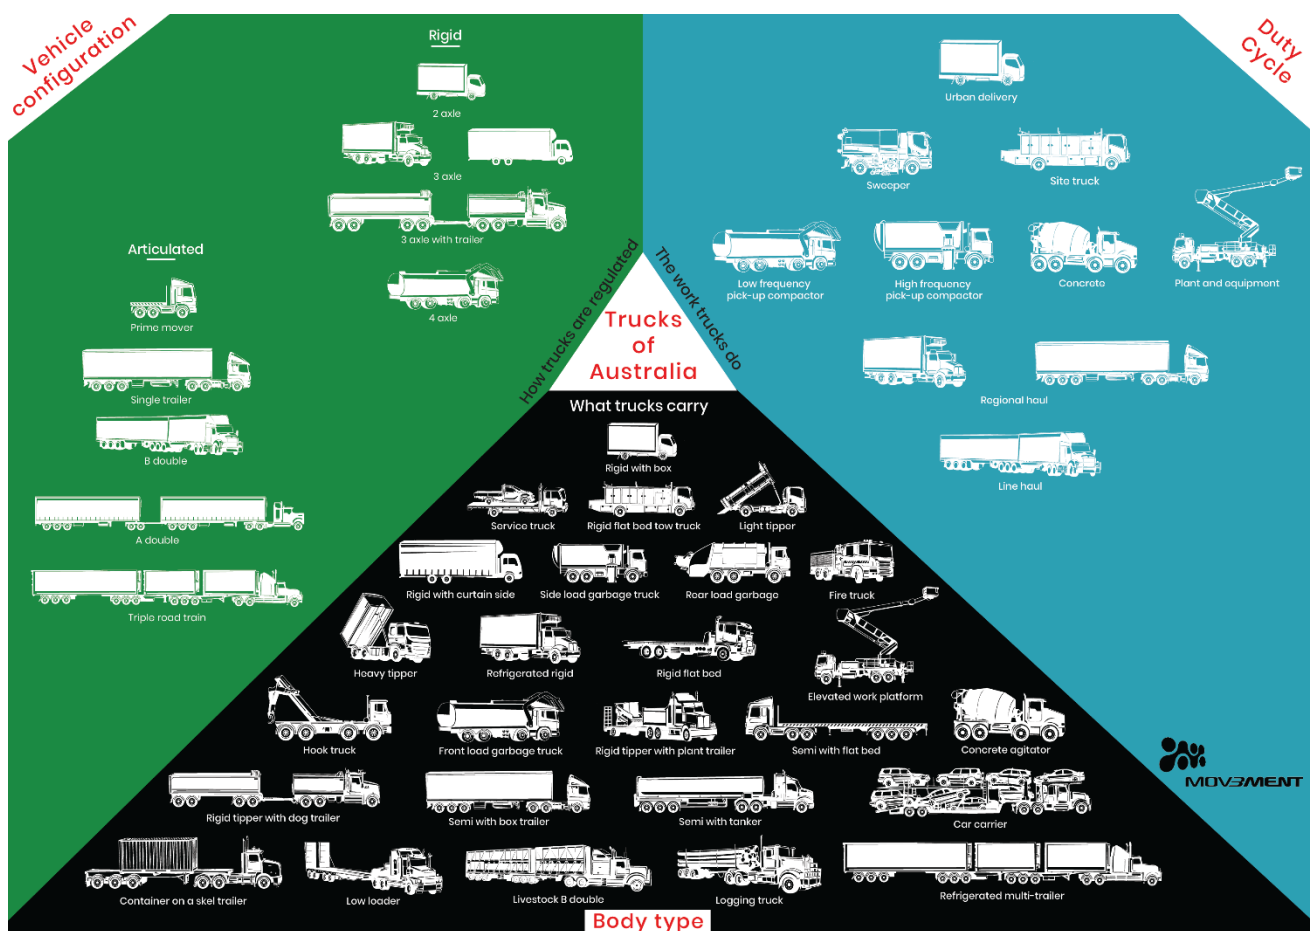 Vehicle
configuration
Rigid
2 axle
3 axle
3 axle with trailer
4 axle
Articulated
Prime mover
Single trailer
B double
A double
Triple road train
How trucks are regulated
Duty
Cycle
Urban delivery
Sweeper
Site truck
Low frequency
pick-up compactor
High frequency
pick-up compactor
Concrete
Plant and equipment
Regional haul
Line haul
The work trucks do
Trucks
of
Australia
What trucks carry
Rigid with box
Service truck
Rigid flat bed tow truck
Light tipper
Rigid with curtain side
Side load garbage truck
Rear load garbage
Fire truck
Heavy tipper
Refrigerated rigid
Rigid flat bed
Elevated work platform
Hook truck
Front load garbage truck
Rigid tipper with plant trailer
Semi with flat bed
Concrete agitator
Rigid tipper with dog trailer
Semi with box trailer
Semi with tanker
Car carrier
Container on a skel trailer
Low loader
Livestock B double
Logging truck
Refrigerated multi-trailer
Body type
MOV3MENT